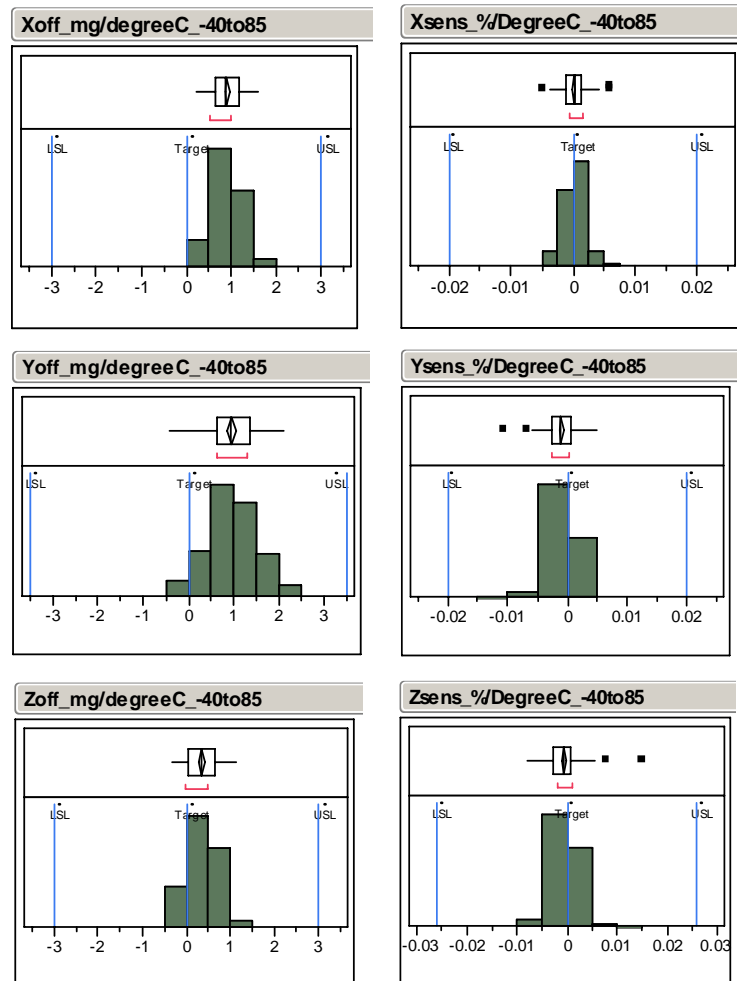 Xoff_mg/degreeC_-40to85
LSL Target USL
-3 -2 -1 0 1 2 3
Xsens_%/DegreeC_-40to85
LSL Target USL
-0.02 -0.01 0 0.01 0.02
Yoff_mg/degreeC_-40to85
LSL Target USL
-3 -2 -1 0 1 2 3
Ysens_%/DegreeC_-40to85
LSL Target USL
-0.02 -0.01 0 0.01 0.02
Zoff_mg/degreeC_-40to85
LSL Target USL
-3 -2 -1 0 1 2 3
Zsens_%/DegreeC_-40to85
LSL Target USL
-0.03 -0.02 -0.01 0 0.01 0.02 0.03